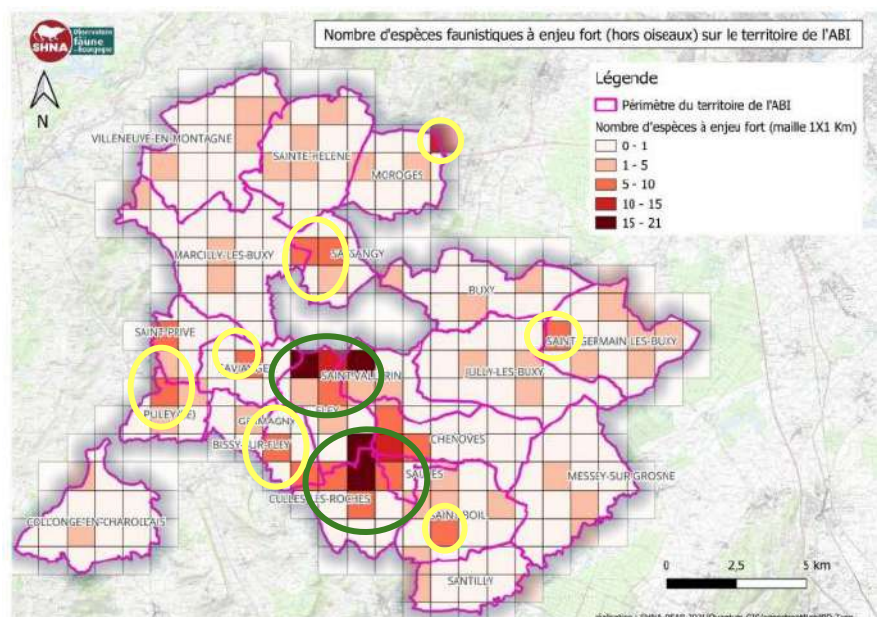 SHNA
Observatoire
faune
de Bourgogne
Nombre d'espèces faunistiques à enjeu fort (hors oiseaux) sur le territoire de l'ABI
N
Légende
Périmètre du territoire de l'ABI
Nombre d'espèces à enjeu fort (maille 1X1 Km)
0 - 1
1 - 5
5 - 10
10 - 15
15 - 21
VILLENEUVE-EN-MONTAGNE
SAINTE-HELENE
MOROGES
MARCILLY-LES-BUXY
SASSANGY
BUXY
SAINT-PRIVE
SAINT-GERMAIN-LES-BUXY
SAVIANGES
SAINT-VALLERIN
JULLY-LES-BUXY
PULEY(LE)
GERMAGNY
FLEY
BISSY-SUR-FLEY
CHENOVES
SAULES
MESSEY-SUR-GROSNE
CULLES-LES-ROCHES
COLLONGE-EN-CHAROLLAIS
SAINT-BOIL
SANTILLY
0 2,5 5 km